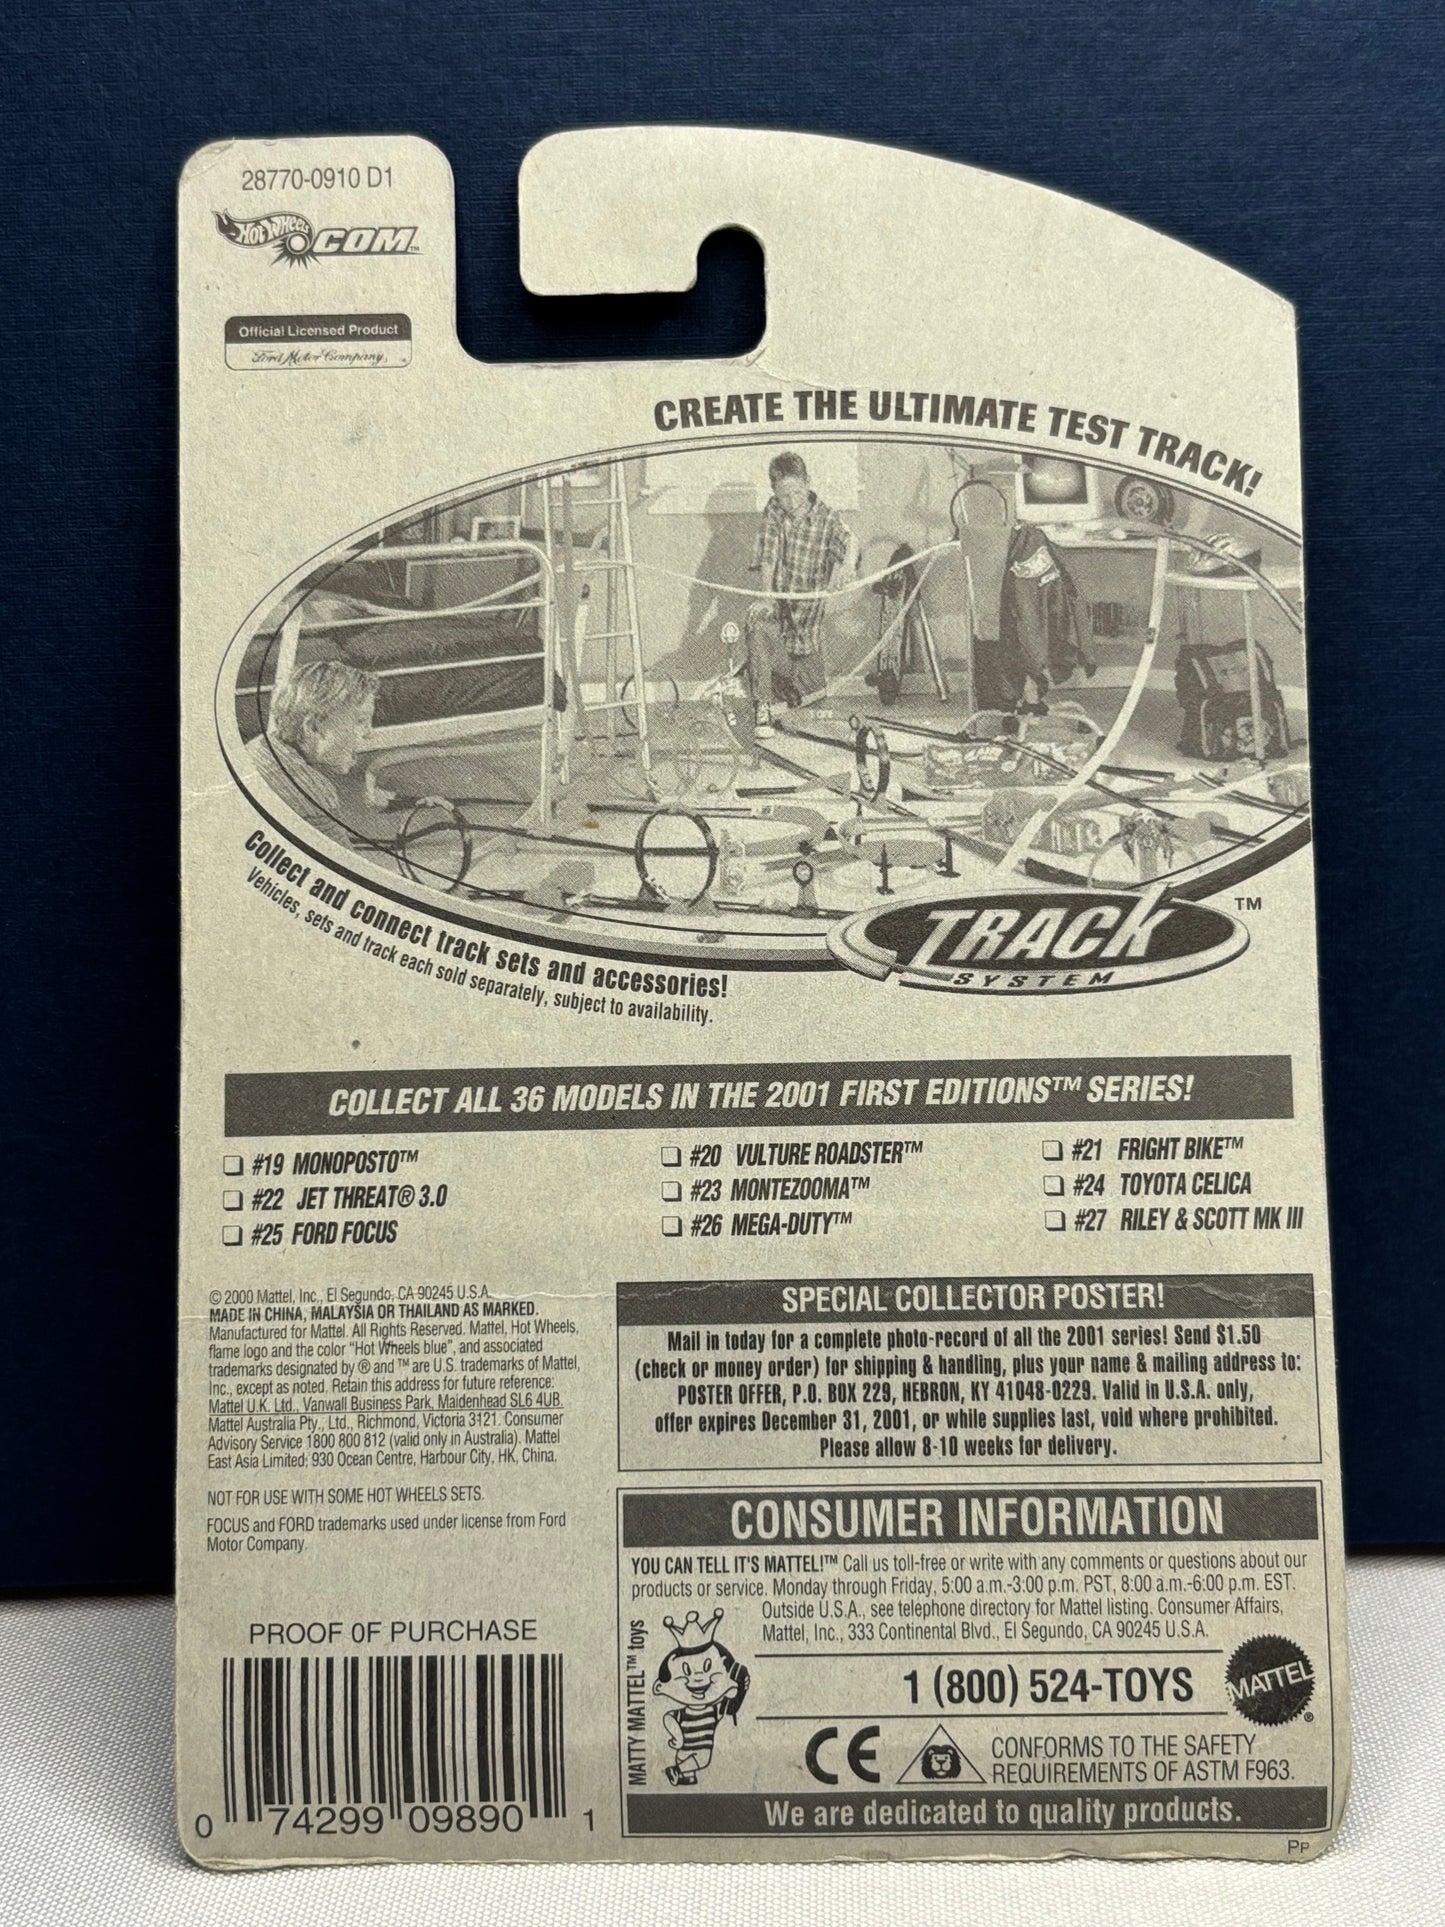 28770-0910 D1
HOT WHEELS.COM™
Official Licensed Product
Ford Motor Company,
CREATE THE ULTIMATE TEST TRACK!
Collect and connect track sets and accessories!
Vehicles, sets and track each sold separately, subject to availability.
TRACK™
SYSTEM
COLLECT ALL 36 MODELS IN THE 2001 FIRST EDITIONS™ SERIES!
❏ #19 MONOPOSTO™ ❏ #20 VULTURE ROADSTER™ ❏ #21 FRIGHT BIKE™
❏ #22 JET THREAT® 3.0 ❏ #23 MONTEZOOMA™ ❏ #24 TOYOTA CELICA
❏ #25 FORD FOCUS ❏ #26 MEGA-DUTY™ ❏ #27 RILEY & SCOTT MK III
© 2000 Mattel, Inc., El Segundo, CA 90245 U.S.A.
MADE IN CHINA, MALAYSIA OR THAILAND AS MARKED.
Manufactured for Mattel. All Rights Reserved. Mattel, Hot Wheels,
flame logo and the color "Hot Wheels blue", and associated
trademarks designated by ® and ™ are U.S. trademarks of Mattel,
Inc., except as noted. Retain this address for future reference:
Mattel U.K. Ltd., Vanwall Business Park, Maidenhead SL6 4UB.
Mattel Australia Pty., Ltd., Richmond, Victoria 3121. Consumer
Advisory Service 1800 800 812 (valid only in Australia). Mattel
East Asia Limited; 930 Ocean Centre, Harbour City, HK, China.
NOT FOR USE WITH SOME HOT WHEELS SETS.
FOCUS and FORD trademarks used under license from Ford
Motor Company.
PROOF OF PURCHASE
0 74299 09890 1
SPECIAL COLLECTOR POSTER!
Mail in today for a complete photo-record of all the 2001 series! Send $1.50
(check or money order) for shipping & handling, plus your name & mailing address to:
POSTER OFFER, P.O. BOX 229, HEBRON, KY 41048-0229. Valid in U.S.A. only,
offer expires December 31, 2001, or while supplies last, void where prohibited.
Please allow 8-10 weeks for delivery.
CONSUMER INFORMATION
YOU CAN TELL IT'S MATTEL!™ Call us toll-free or write with any comments or questions about our
products or service. Monday through Friday, 5:00 a.m.-3:00 p.m. PST, 8:00 a.m.-6:00 p.m. EST.
Outside U.S.A., see telephone directory for Mattel listing. Consumer Affairs,
Mattel, Inc., 333 Continental Blvd., El Segundo, CA 90245 U.S.A.
MATTY MATTEL™ toys
1 (800) 524-TOYS
MATTEL®
CE
CONFORMS TO THE SAFETY
REQUIREMENTS OF ASTM F963.
We are dedicated to quality products.
PP